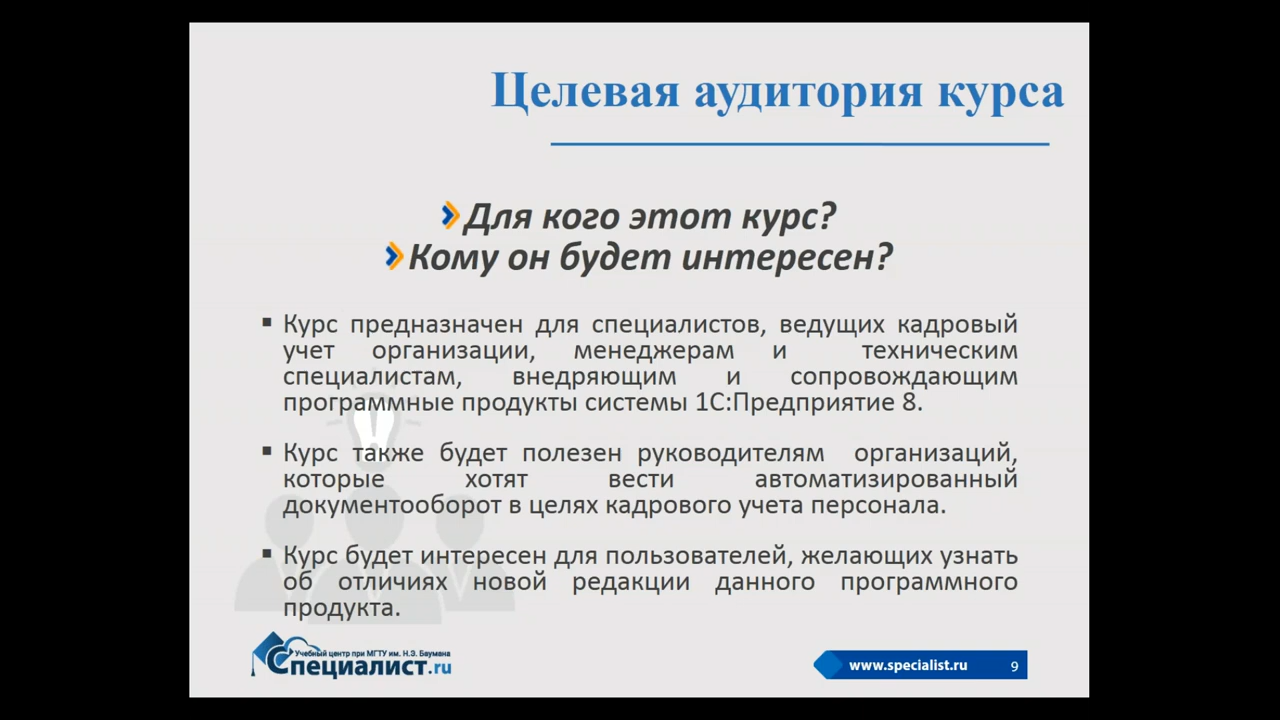 Целевая аудитория курса
Для кого этот курс?
Кому он будет интересен?
Курс предназначен для специалистов, ведущих кадровый
учет организации, менеджерам и техническим
специалистам, внедряющим и сопровождающим
программные продукты системы 1С:Предприятие 8.
Курс также будет полезен руководителям организаций,
которые хотят вести автоматизированный
документооборот в целях кадрового учета персонала.
Курс будет интересен для пользователей, желающих узнать
об отличиях новой редакции данного программного
продукта.
Учебный центр при МГТУ им. Н.Э. Баумана
Специалист.ru
www.specialist.ru 9